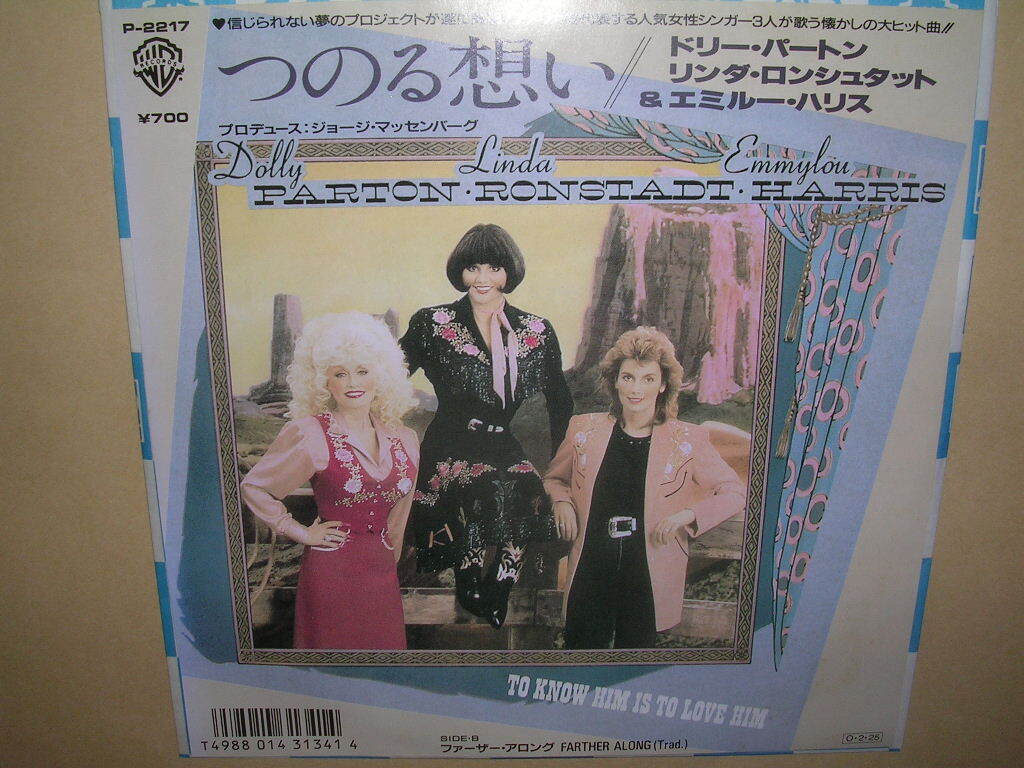 P-2217
♥信じられない夢のプロジェクトが
する人気女性シンガー3人が歌う懐かしの大ヒット曲//
WB
RECORDS
¥700
つのる想い//
ドリー・パートン
リンダ・ロンシュタット
&エミルー・ハリス
プロデュース:ジョージ・マッセンバーグ
Dolly Linda Emmylou
PARTON·RONSTADT·HARRIS
TO KNOW HIM IS TO LOVE HIM
T4988 014 31341 4
SIDE-B
ファーザー・アロング FARTHER ALONG (Trad.)
O·2·25